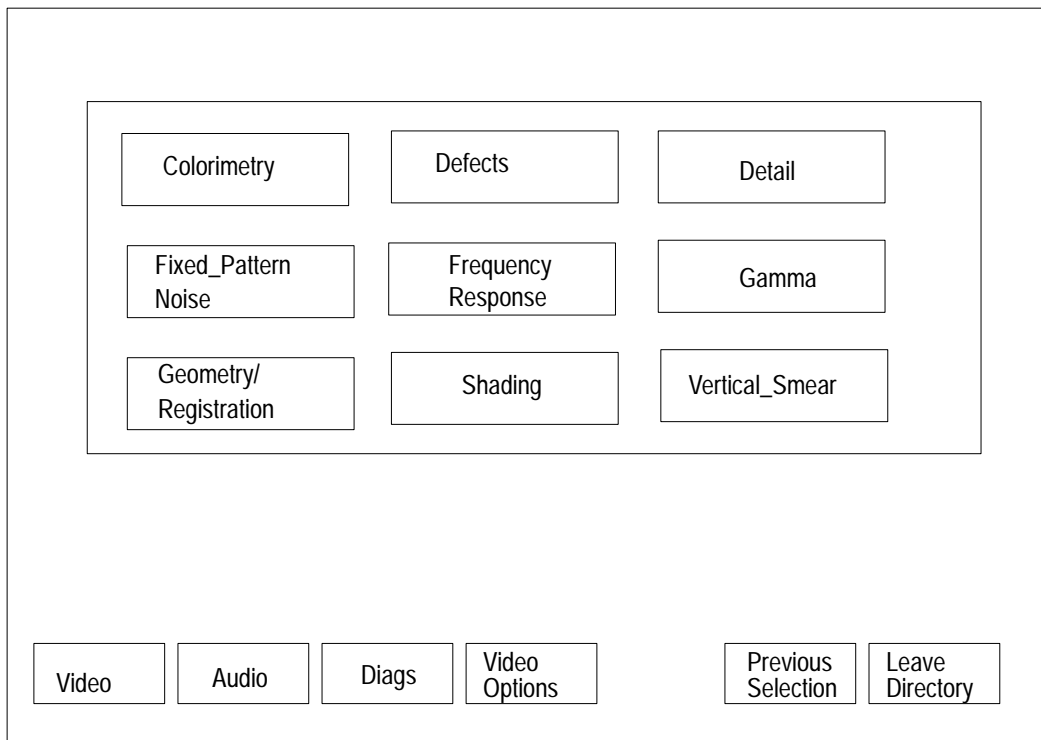 Colorimetry
Defects
Detail
Fixed_Pattern
Noise
Frequency
Response
Gamma
Geometry/
Registration
Shading
Vertical_Smear
Video
Audio
Diags
Video
Options
Previous
Selection
Leave
Directory